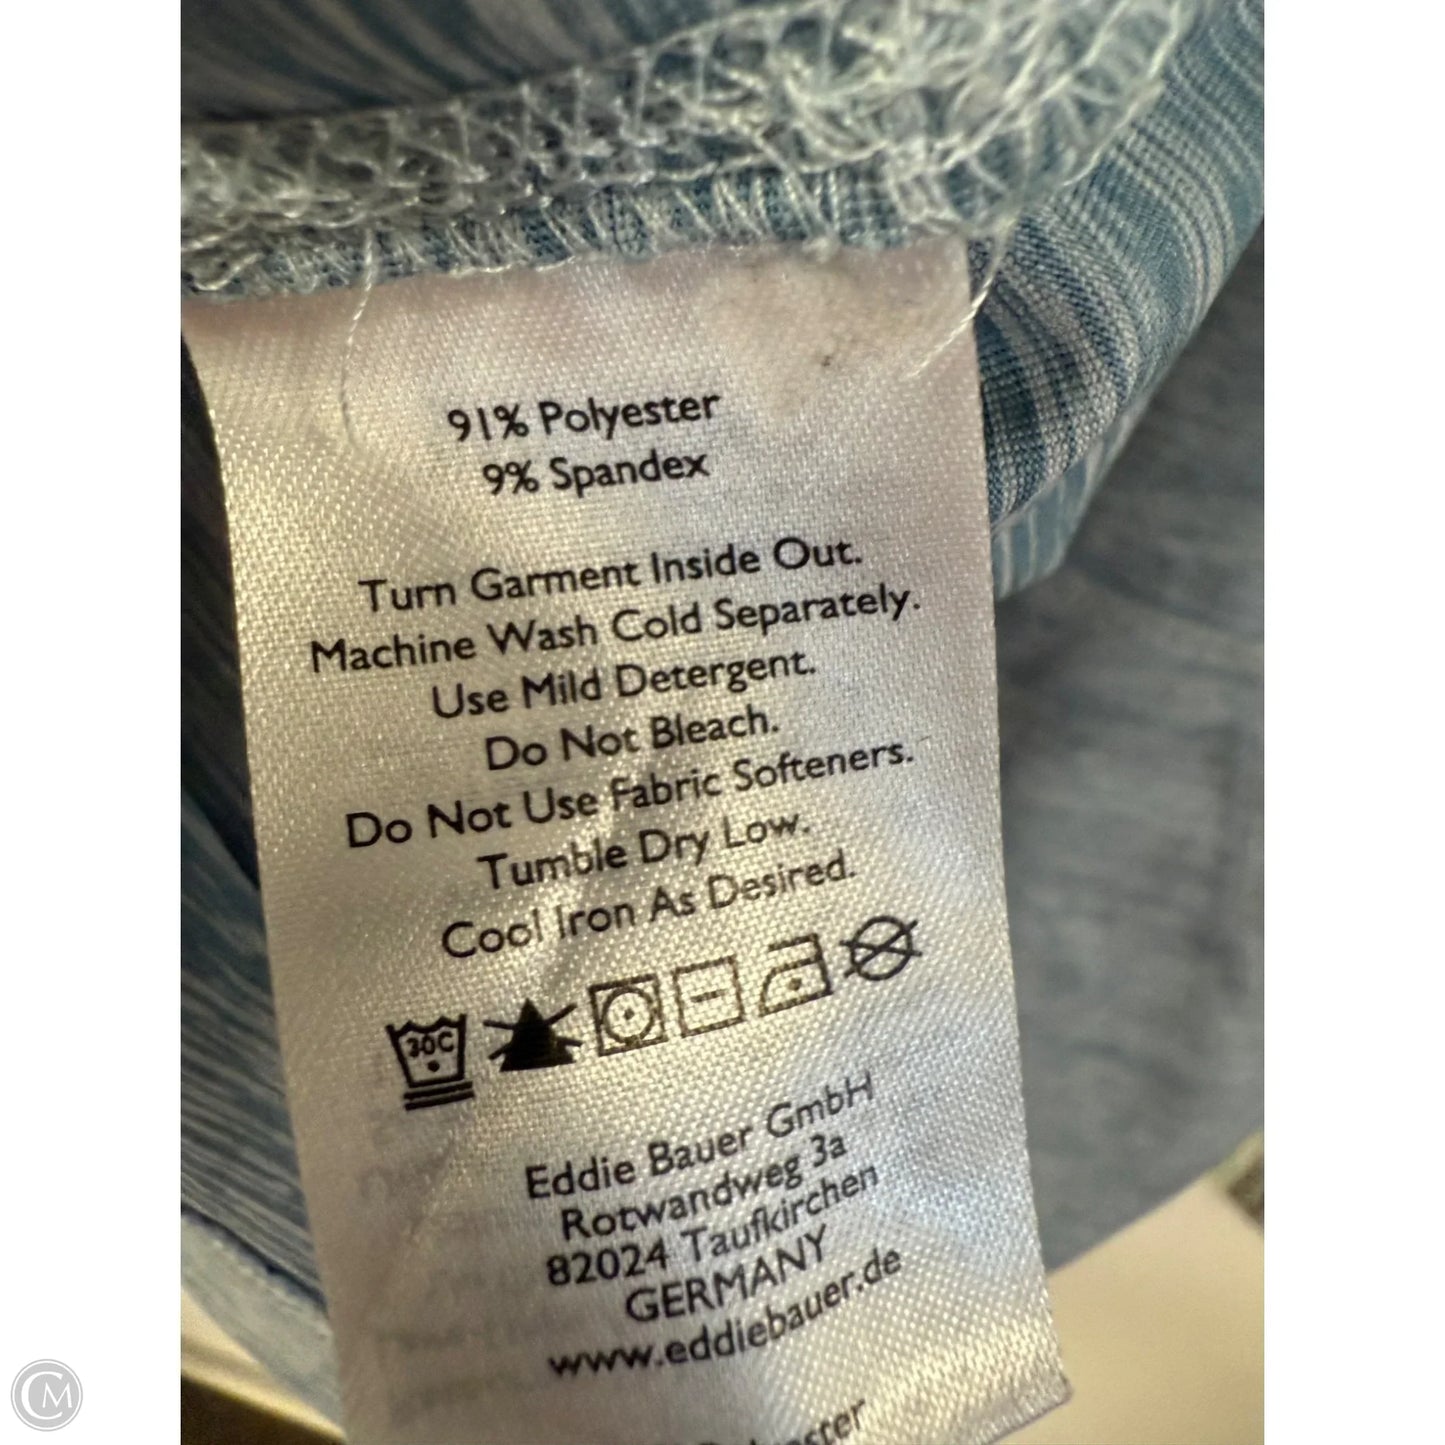 91% Polyester
9% Spandex
Turn Garment Inside Out.
Machine Wash Cold Separately.
Use Mild Detergent.
Do Not Bleach.
Do Not Use Fabric Softeners.
Tumble Dry Low.
Cool Iron As Desired.
30C
Eddie Bauer GmbH
Rotwandweg 3a
82024 Taufkirchen
GERMANY
www.eddiebauer.de
CM